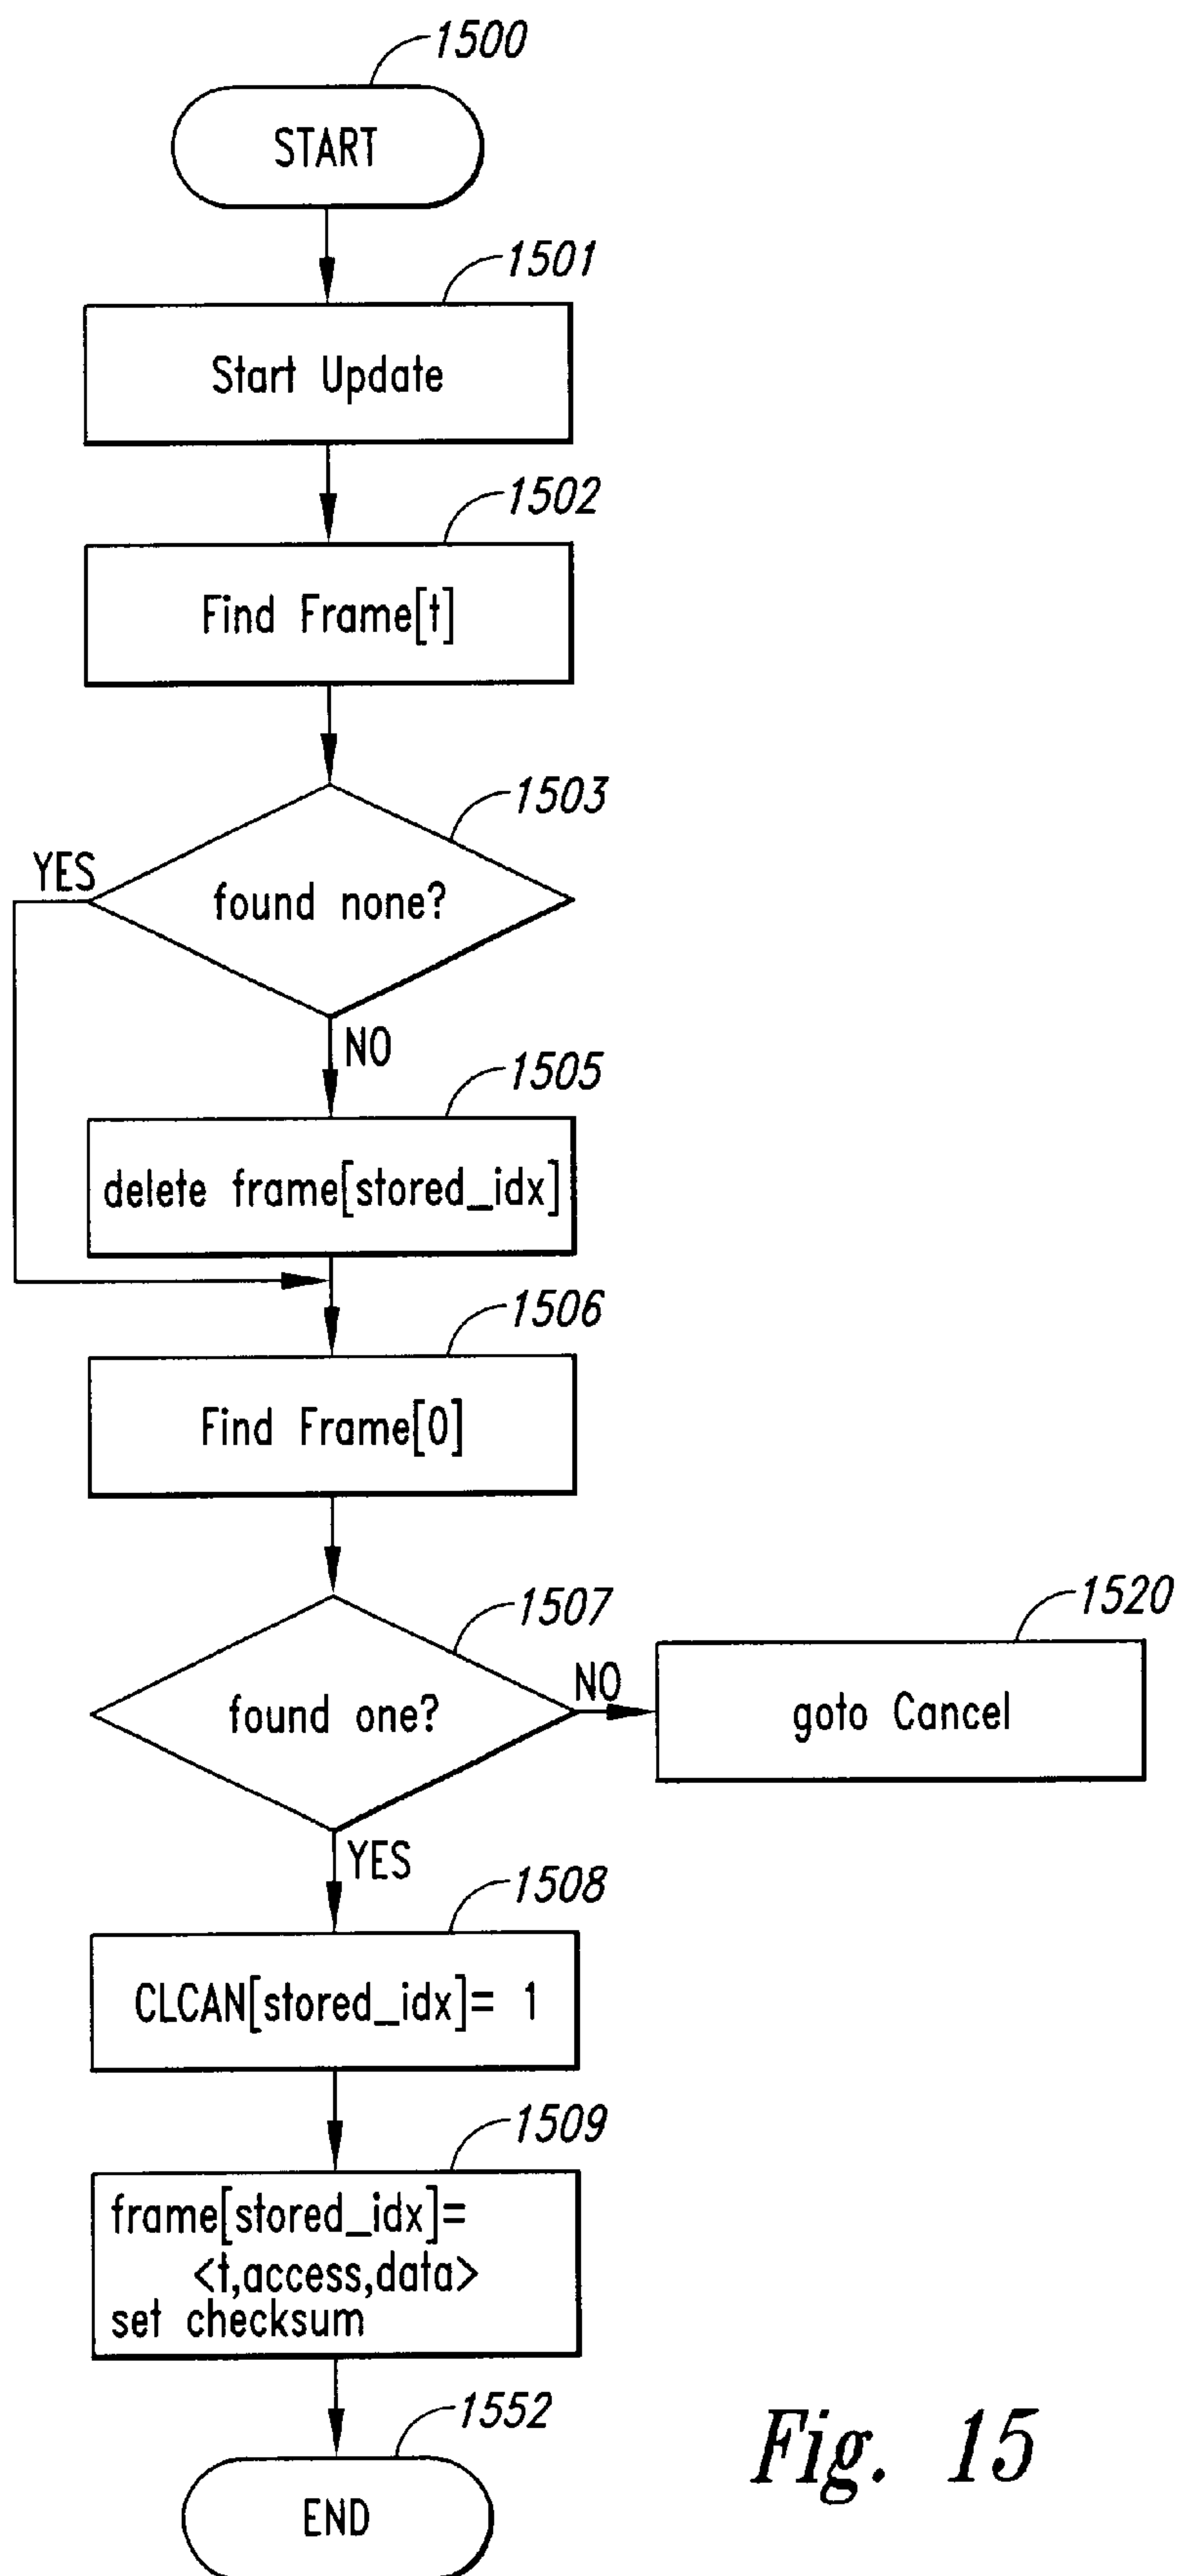 1500
START
1501
Start Update
1502
Find Frame[t]
1503
YES
found none?
NO
1505
delete frame[stored_idx]
1506
Find Frame[0]
1507
found one?
NO
1520
goto Cancel
YES
1508
CLCAN[stored_idx]= 1
1509
frame[stored_idx]=
<t,access,data>
set checksum
1552
END
Fig. 15